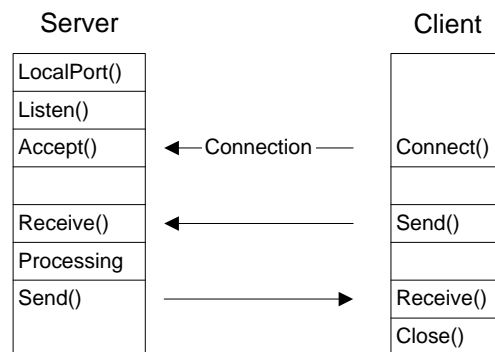 Server
Client
LocalPort()
Listen()
Accept()
Connection
Connect()
Receive()
Send()
Processing
Send()
Receive()
Close()